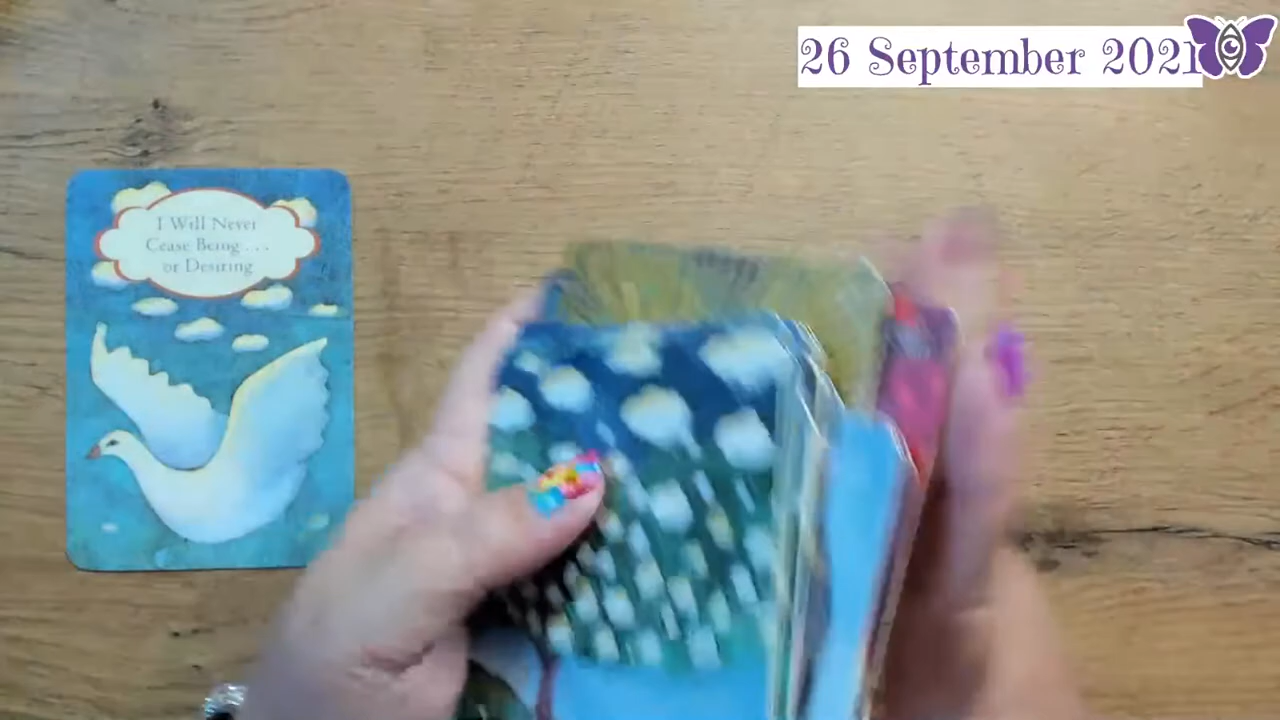 26 September 2021
I Will Never
Cease Being . . .
or Desiring